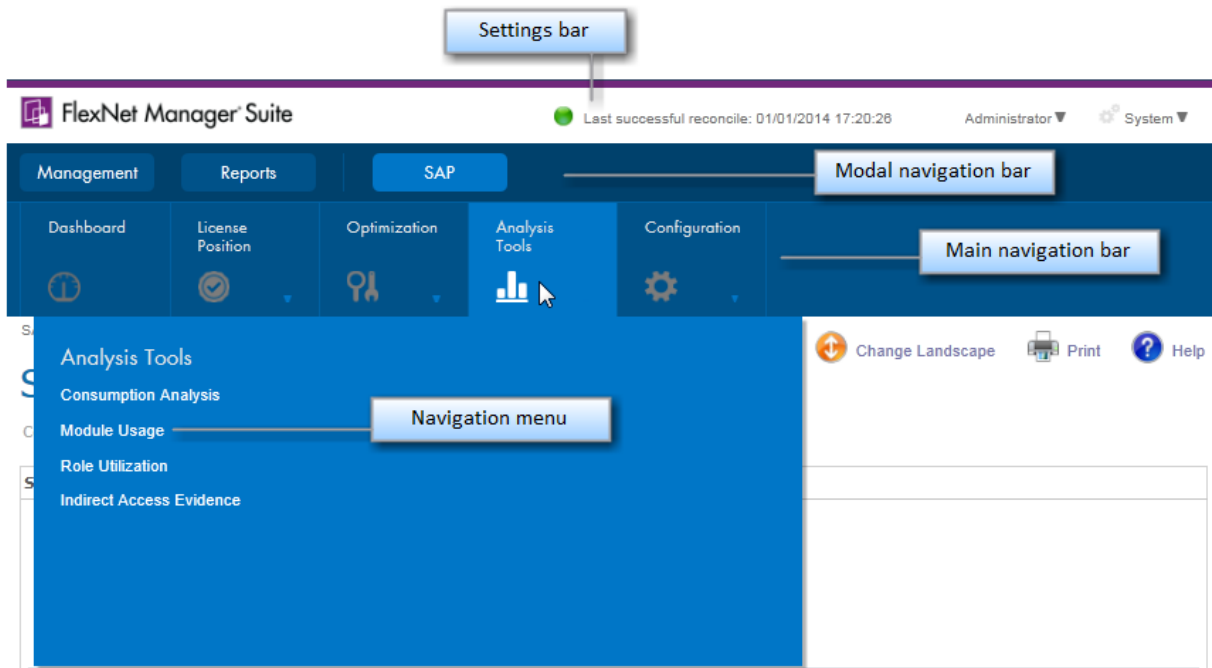 Settings bar
FlexNet Manager Suite
Last successful reconcile: 01/01/2014 17:20:26
Administrator▼
System▼
Management
Reports
SAP
Modal navigation bar
Dashboard
License
Position
Optimization
Analysis
Tools
Configuration
Main navigation bar
Change Landscape
Print
Help
Analysis Tools
Consumption Analysis
Module Usage
Navigation menu
Role Utilization
Indirect Access Evidence